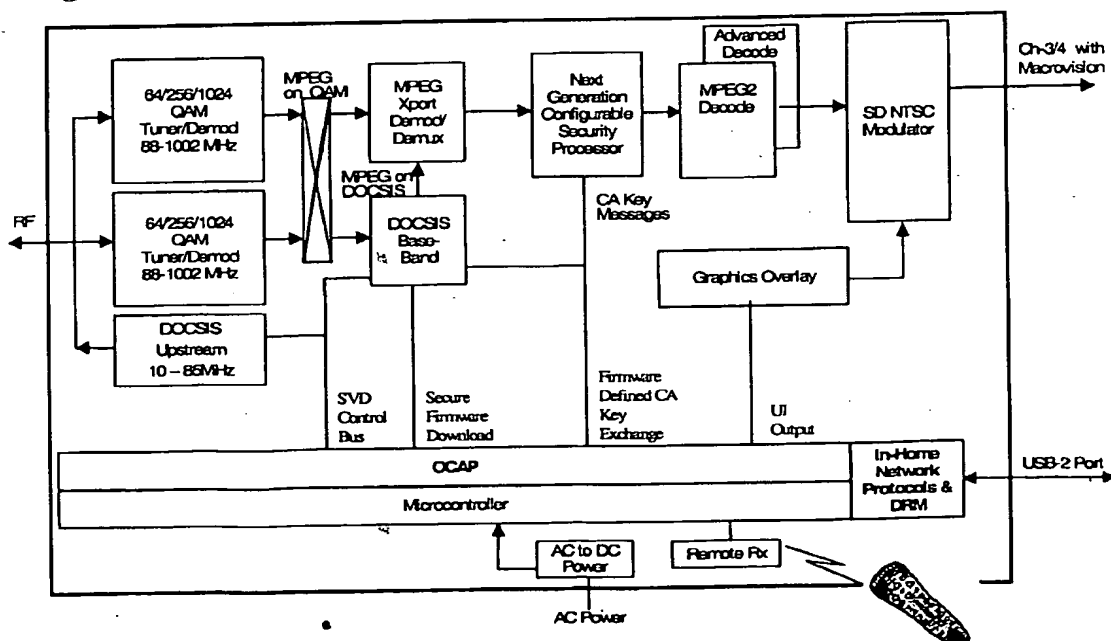 Advanced
Decode
Ch-3/4 with
Macrovision
64/256/1024
QAM
Tuner/Demod
88-1002 MHz
MPEG
on QAM
MPEG
Xport
Demod/
Demux
Next
Generation
Configurable
Security
Processor
MPEG2
Decode
SD NTSC
Modulator
MPEG on
DOCSIS
RF
64/256/1024
QAM
Tuner/Demod
88-1002 MHz
DOCSIS
Base-
Band
CA Key
Messages
Graphics Overlay
DOCSIS
Upstream
10 – 85MHz
SVD
Control
Bus
Secure
Firmware
Download
Firmware
Defined CA
Key
Exchange
UI
Output
OCAP
Microcontroller
In-Home
Network
Protocols &
DRM
USB-2 Port
AC to DC
Power
Remote Rx
AC Power